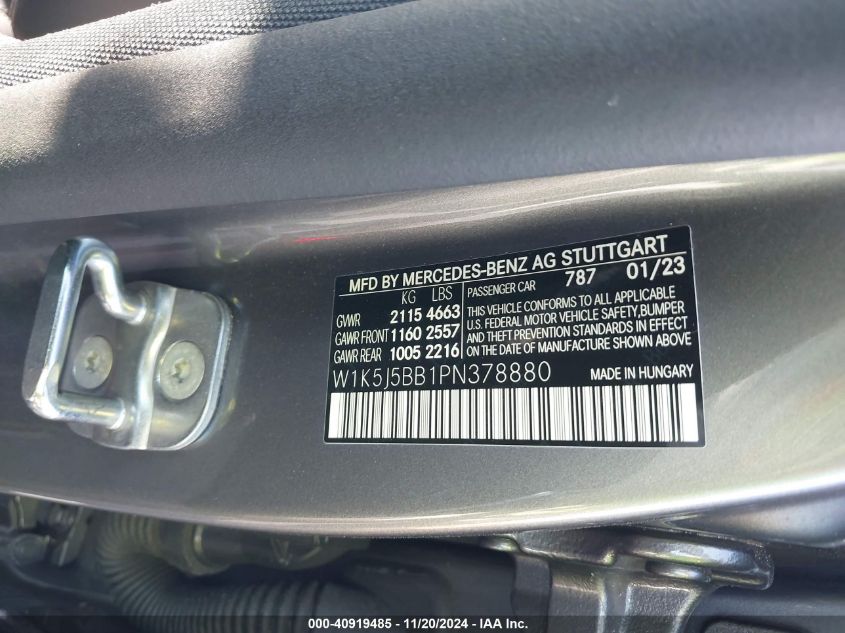 MFD BY MERCEDES-BENZ AG STUTTGART
KG LBS PASSENGER CAR 787 01/23
GVWR 2115 4663 THIS VEHICLE CONFORMS TO ALL APPLICABLE
GAWR FRONT 1160 2557 U.S. FEDERAL MOTOR VEHICLE SAFETY,BUMPER
GAWR REAR 1005 2216 AND THEFT PREVENTION STANDARDS IN EFFECT
ON THE DATE OF MANUFACTURE SHOWN ABOVE
W1K5J5BB1PN378880 MADE IN HUNGARY
000-40919485 - 11/20/2024 - IAA Inc.